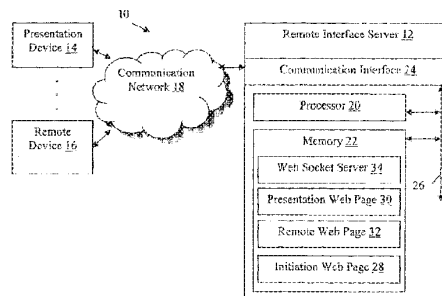 10
Presentation
Device 14
Remote
Device 16
Communication
Network 18
Remote Interface Server 12
Communication Interface 24
Processor 20
Memory 22
Web Socket Server 34
Presentation Web Page 30
Remote Web Page 32
Initiation Web Page 28
26